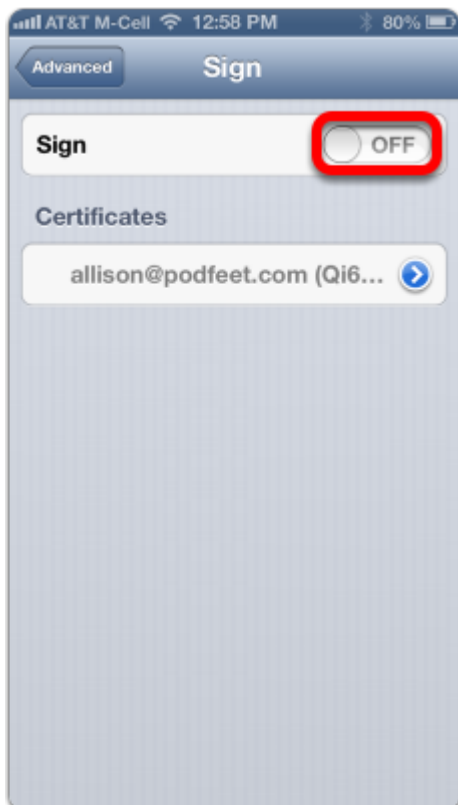 AT&T M-Cell 12:58 PM 80%
Advanced Sign
Sign OFF
Certificates
allison@podfeet.com (Qi6...